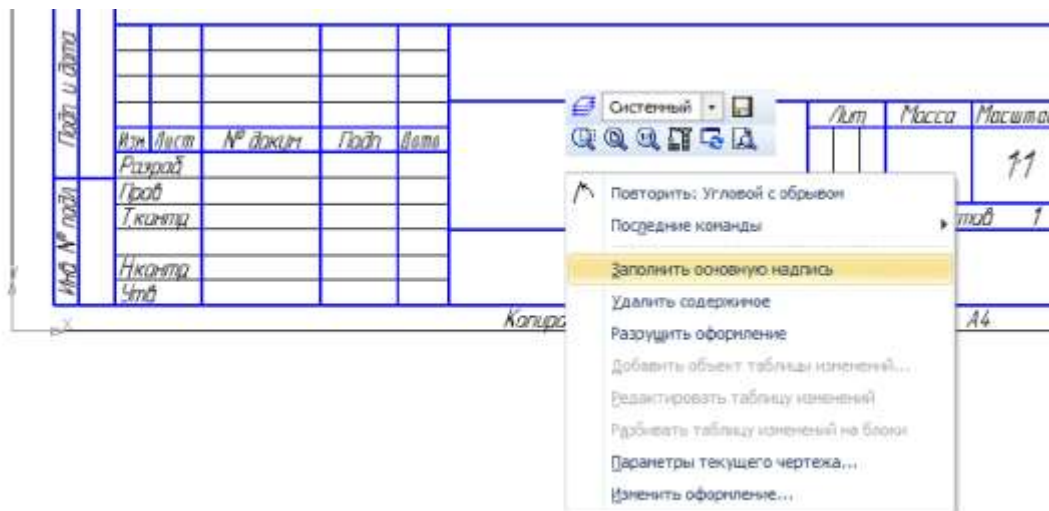 Подп и дата
Инв № подл
Изм Лист № докум Подп Дата
Разраб
Пров
Т.контр
Н.контр
Утв
Лит Масса Масштаб
1:1
1
А4
Системный
Повторить: Угловой с обрывом
Последние команды
Заполнить основную надпись
Удалить содержимое
Разрушить оформление
Добавить объект таблицы изменений...
Редактировать таблицу изменений
Разбивать таблицу изменений на блоки
Параметры текущего чертежа...
Изменить оформление...
X